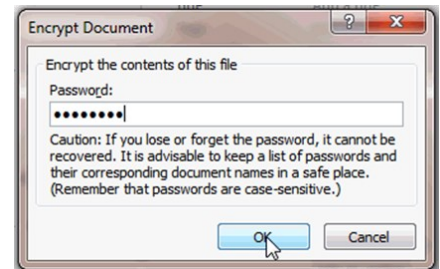 Encrypt Document
Encrypt the contents of this file
Password:
••••••••
Caution: If you lose or forget the password, it cannot be
recovered. It is advisable to keep a list of passwords and
their corresponding document names in a safe place.
(Remember that passwords are case-sensitive.)
OK
Cancel